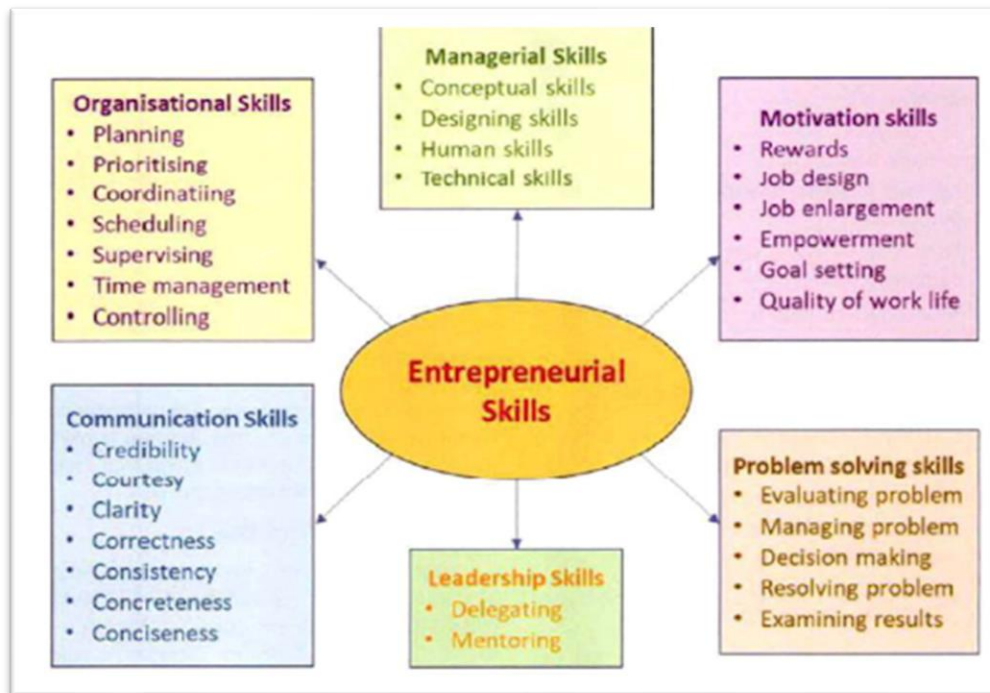 Managerial Skills
• Conceptual skills
• Designing skills
• Human skills
• Technical skills
Organisational Skills
• Planning
• Prioritising
• Coordinatiing
• Scheduling
• Supervising
• Time management
• Controlling
Motivation skills
• Rewards
• Job design
• Job enlargement
• Empowerment
• Goal setting
• Quality of work life
Entrepreneurial
Skills
Communication Skills
• Credibility
• Courtesy
• Clarity
• Correctness
• Consistency
• Concreteness
• Conciseness
Leadership Skills
• Delegating
• Mentoring
Problem solving skills
• Evaluating problem
• Managing problem
• Decision making
• Resolving problem
• Examining results